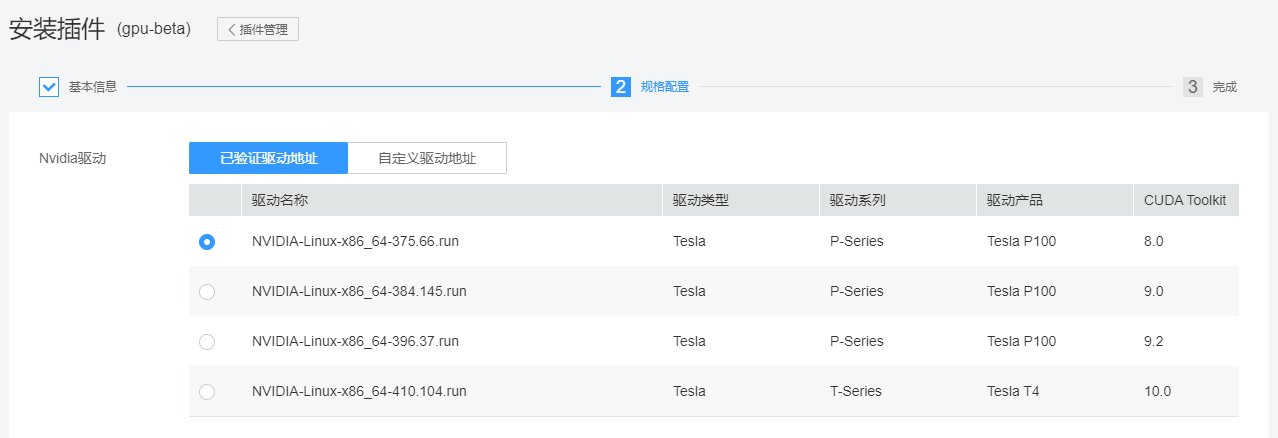 安装插件 (gpu-beta) < 插件管理
基本信息 2 规格配置 3 完成
Nvidia驱动 已验证驱动地址 自定义驱动地址
驱动名称 驱动类型 驱动系列 驱动产品 CUDA Toolkit
NVIDIA-Linux-x86_64-375.66.run Tesla P-Series Tesla P100 8.0
NVIDIA-Linux-x86_64-384.145.run Tesla P-Series Tesla P100 9.0
NVIDIA-Linux-x86_64-396.37.run Tesla P-Series Tesla P100 9.2
NVIDIA-Linux-x86_64-410.104.run Tesla T-Series Tesla T4 10.0